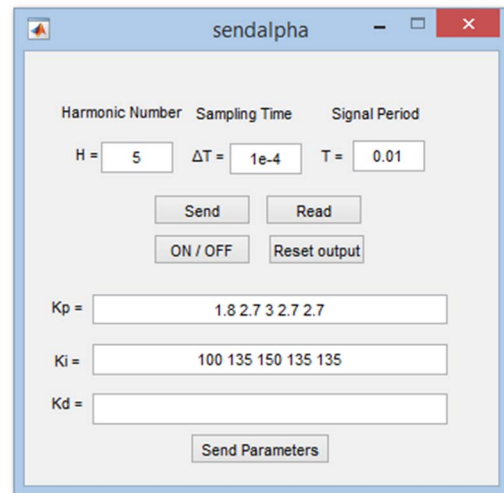 sendalpha
Harmonic Number Sampling Time Signal Period
H = 5 ΔT = 1e-4 T = 0.01
Send Read
ON / OFF Reset output
Kp = 1.8 2.7 3 2.7 2.7
Ki = 100 135 150 135 135
Kd =
Send Parameters